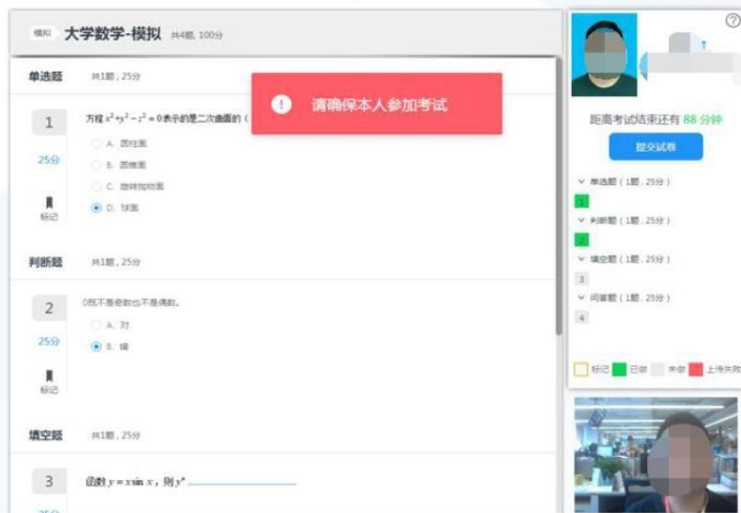 模拟 大学数学-模拟 共4题, 100分
单选题 共1题 , 25分
请确保本人参加考试
1
方程 x²+y²－z² = 0表示的是二次曲面的（
25分
A. 圆柱面
B. 圆锥面
C. 旋转抛物面
D. 球面
标记
判断题 共1题 , 25分
2
0既不是奇数也不是偶数。
25分
A. 对
B. 错
标记
填空题 共1题 , 25分
3
函数 y = x sin x ，则 y″
25分
距离考试结束还有 88 分钟
提交试卷
单选题 ( 1题 , 25分 )
1
判断题 ( 1题 , 25分 )
2
填空题 ( 1题 , 25分 )
3
问答题 ( 1题 , 25分 )
4
标记 已做 未做 上传失败